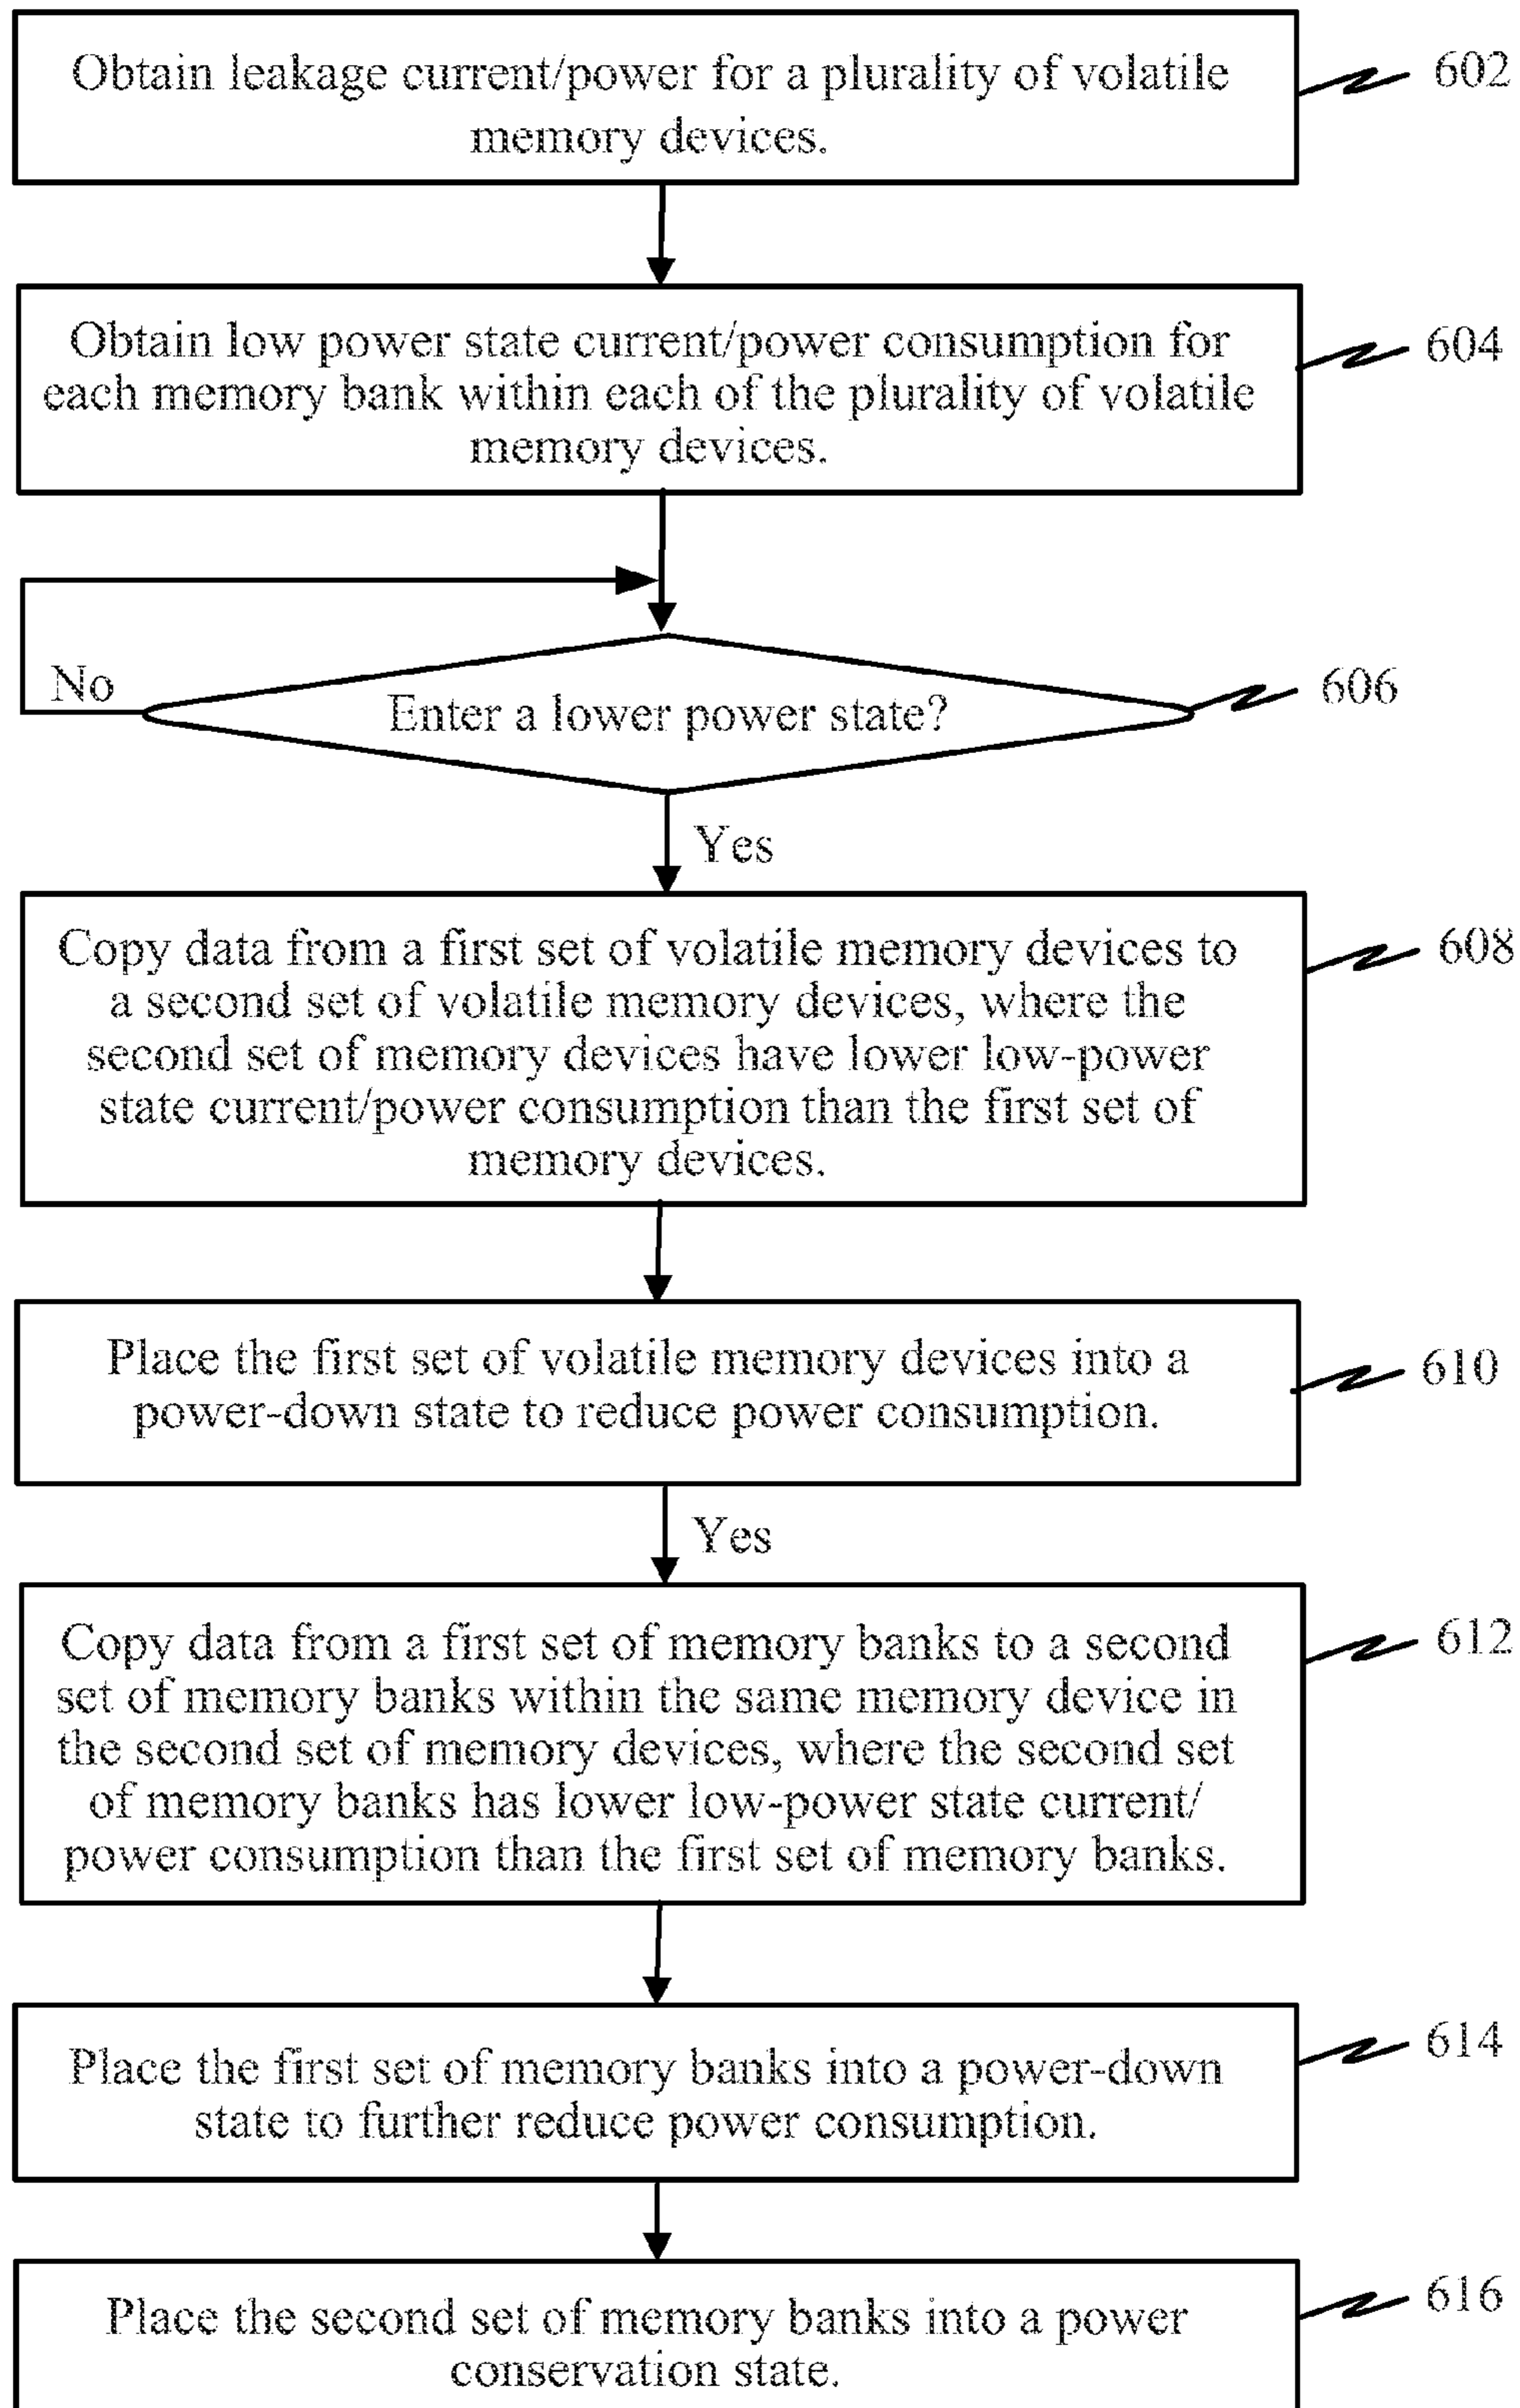 Obtain leakage current/power for a plurality of volatile
memory devices.
602
Obtain low power state current/power consumption for
each memory bank within each of the plurality of volatile
memory devices.
604
No
Enter a lower power state?
606
Yes
Copy data from a first set of volatile memory devices to
a second set of volatile memory devices, where the
second set of memory devices have lower low-power
state current/power consumption than the first set of
memory devices.
608
Place the first set of volatile memory devices into a
power-down state to reduce power consumption.
610
Yes
Copy data from a first set of memory banks to a second
set of memory banks within the same memory device in
the second set of memory devices, where the second set
of memory banks has lower low-power state current/
power consumption than the first set of memory banks.
612
Place the first set of memory banks into a power-down
state to further reduce power consumption.
614
Place the second set of memory banks into a power
conservation state.
616